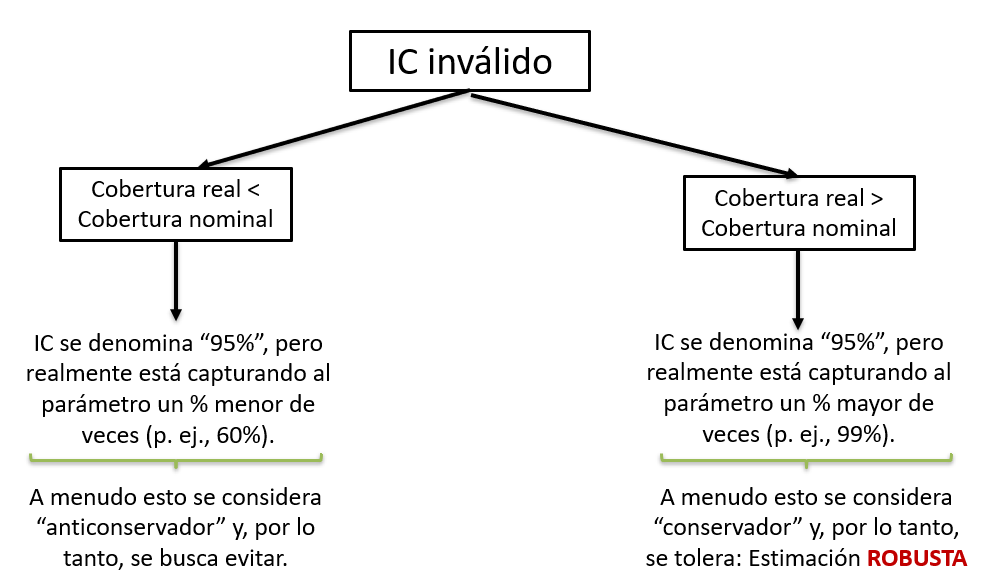 IC inválido
Cobertura real <
Cobertura nominal
IC se denomina “95%”, pero
realmente está capturando al
parámetro un % menor de
veces (p. ej., 60%).
A menudo esto se considera
“anticonservador” y, por lo
tanto, se busca evitar.
Cobertura real >
Cobertura nominal
IC se denomina “95%”, pero
realmente está capturando al
parámetro un % mayor de
veces (p. ej., 99%).
A menudo esto se considera
“conservador” y, por lo tanto,
se tolera: Estimación ROBUSTA